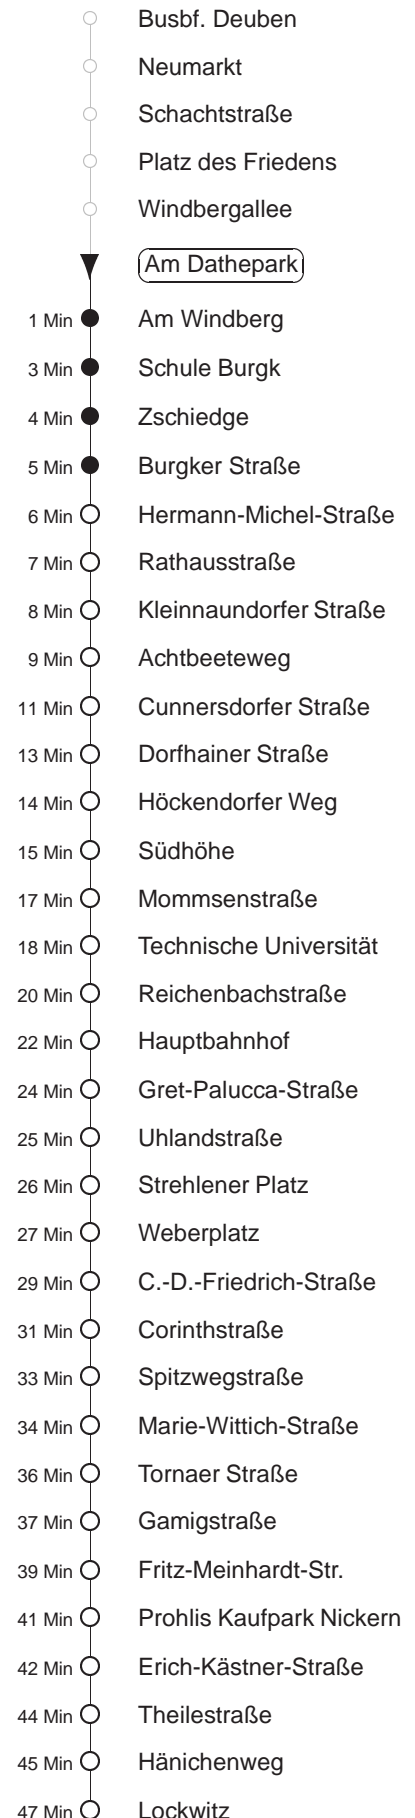 Busbf. Deuben
Neumarkt
Schachtstraße
Platz des Friedens
Windbergallee
Am Dathepark
1 Min Am Windberg
3 Min Schule Burgk
4 Min Zschiedge
5 Min Burgker Straße
6 Min Hermann-Michel-Straße
7 Min Rathausstraße
8 Min Kleinnaundorfer Straße
9 Min Achtbeeteweg
11 Min Cunnersdorfer Straße
13 Min Dorfhainer Straße
14 Min Höckendorfer Weg
15 Min Südhöhe
17 Min Mommsenstraße
18 Min Technische Universität
20 Min Reichenbachstraße
22 Min Hauptbahnhof
24 Min Gret-Palucca-Straße
25 Min Uhlandstraße
26 Min Strehlener Platz
27 Min Weberplatz
29 Min C.-D.-Friedrich-Straße
31 Min Corinthstraße
33 Min Spitzwegstraße
34 Min Marie-Wittich-Straße
36 Min Tornaer Straße
37 Min Gamigstraße
39 Min Fritz-Meinhardt-Str.
41 Min Prohlis Kaufpark Nickern
42 Min Erich-Kästner-Straße
44 Min Theilestraße
45 Min Hänichenweg
47 Min Lockwitz